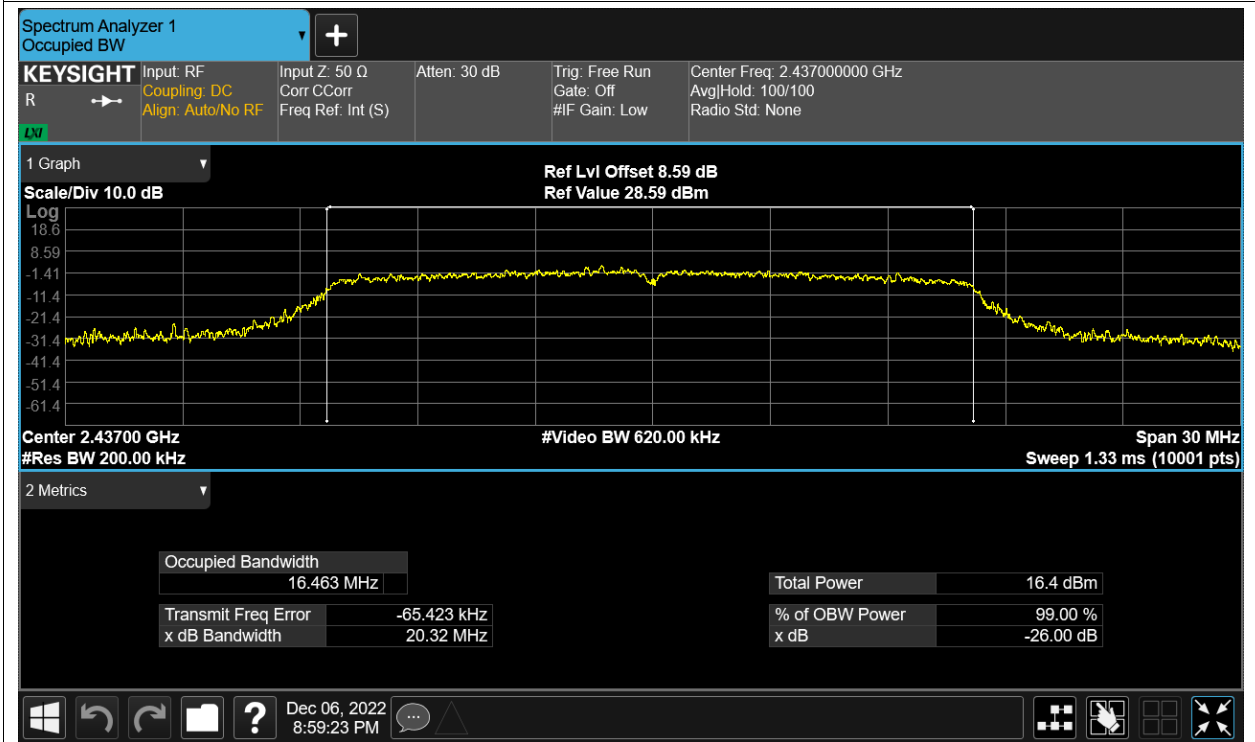 Spectrum Analyzer 1
Occupied BW
KEYSIGHT
R
LXI
Input: RF
Coupling: DC
Align: Auto/No RF
Input Z: 50 Ω
Corr CCorr
Freq Ref: Int (S)
Atten: 30 dB
Trig: Free Run
Gate: Off
#IF Gain: Low
Center Freq: 2.437000000 GHz
Avg|Hold: 100/100
Radio Std: None
1 Graph
Scale/Div 10.0 dB
Ref Lvl Offset 8.59 dB
Ref Value 28.59 dBm
Log
18.6
8.59
-1.41
-11.4
-21.4
-31.4
-41.4
-51.4
-61.4
Center 2.43700 GHz
#Video BW 620.00 kHz
Span 30 MHz
#Res BW 200.00 kHz
Sweep 1.33 ms (10001 pts)
2 Metrics
Occupied Bandwidth
16.463 MHz
Total Power 16.4 dBm
Transmit Freq Error -65.423 kHz
% of OBW Power 99.00 %
x dB Bandwidth 20.32 MHz
x dB -26.00 dB
?
Dec 06, 2022
8:59:23 PM